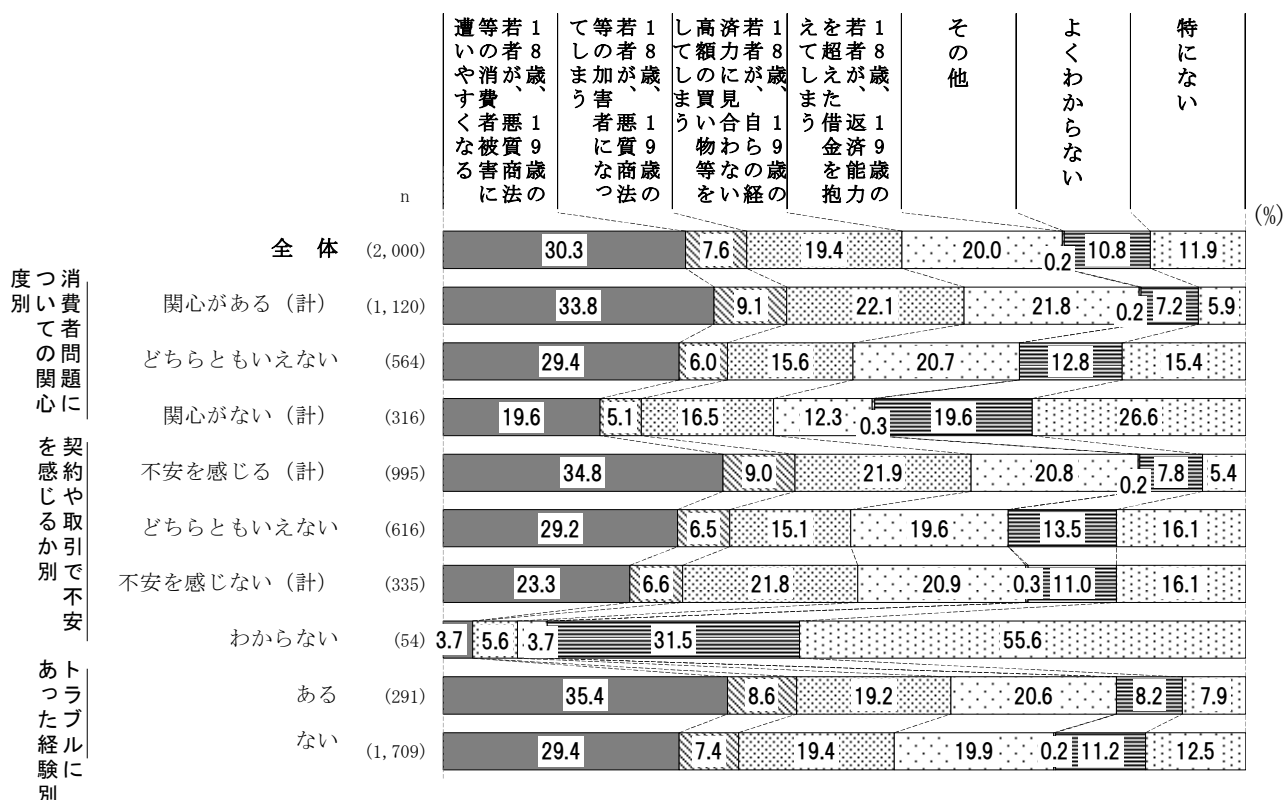 18歳、19歳の
若者が、悪質商法
等の消費者被害に
遭いやすくなる
18歳、19歳の
若者が、悪質商法
等の加害者になっ
てしまう
18歳、19歳の
若者が、自らの経
済力に見合わない
高額の買い物等を
してしまう
18歳、19歳の
若者が、返済能力
を超えた借金を抱
えてしまう
その他
よくわからない
特にない
n
(%)
全 体 (2,000) 30.3 7.6 19.4 20.0 0.2 10.8 11.9
消費者問題に
ついての関心
度別
関心がある(計) (1,120) 33.8 9.1 22.1 21.8 0.2 7.2 5.9
どちらともいえない (564) 29.4 6.0 15.6 20.7 12.8 15.4
関心がない(計) (316) 19.6 5.1 16.5 12.3 0.3 19.6 26.6
契約や取引で不安
を感じるか別
不安を感じる(計) (995) 34.8 9.0 21.9 20.8 0.2 7.8 5.4
どちらともいえない (616) 29.2 6.5 15.1 19.6 13.5 16.1
不安を感じない(計) (335) 23.3 6.6 21.8 20.9 0.3 11.0 16.1
わからない (54) 3.7 5.6 3.7 31.5 55.6
トラブルに
あった経験別
ある (291) 35.4 8.6 19.2 20.6 8.2 7.9
ない (1,709) 29.4 7.4 19.4 19.9 0.2 11.2 12.5